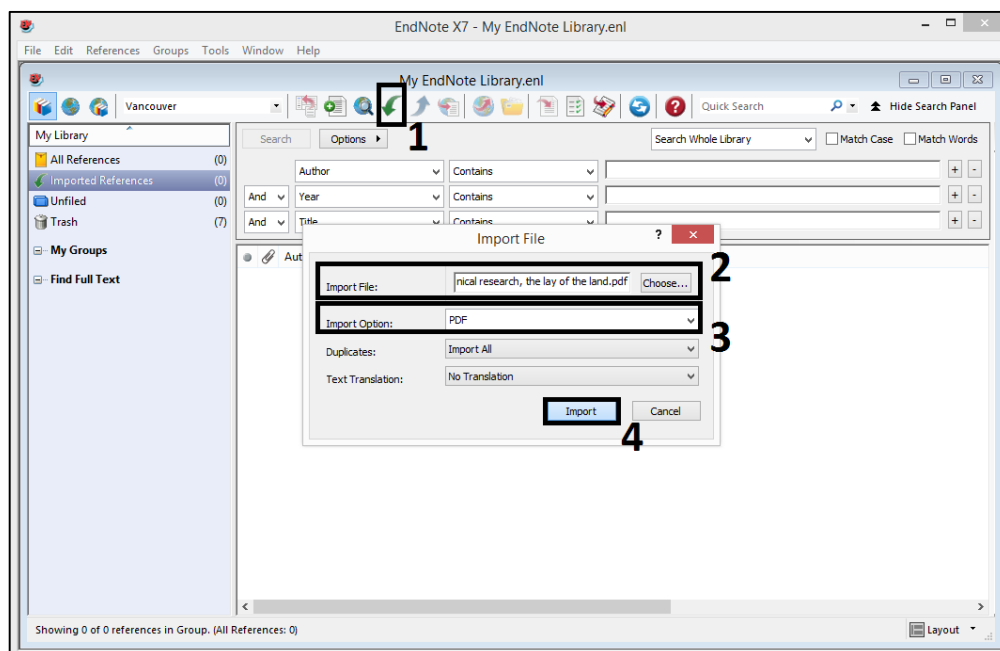 EndNote X7 - My EndNote Library.enl
File Edit References Groups Tools Window Help
My EndNote Library.enl
Vancouver
Quick Search
Hide Search Panel
1
My Library
Search Options
Search Whole Library
Match Case Match Words
All References (0)
Imported References (0)
Unfiled (0)
Trash (7)
My Groups
Find Full Text
Author Contains + -
And Year Contains + -
And Title Contains + -
Aut
Import File ?
2
Import File: nical research, the lay of the land.pdf Choose...
Import Option: PDF
3
Duplicates: Import All
Text Translation: No Translation
Import Cancel
4
Showing 0 of 0 references in Group. (All References: 0)
Layout